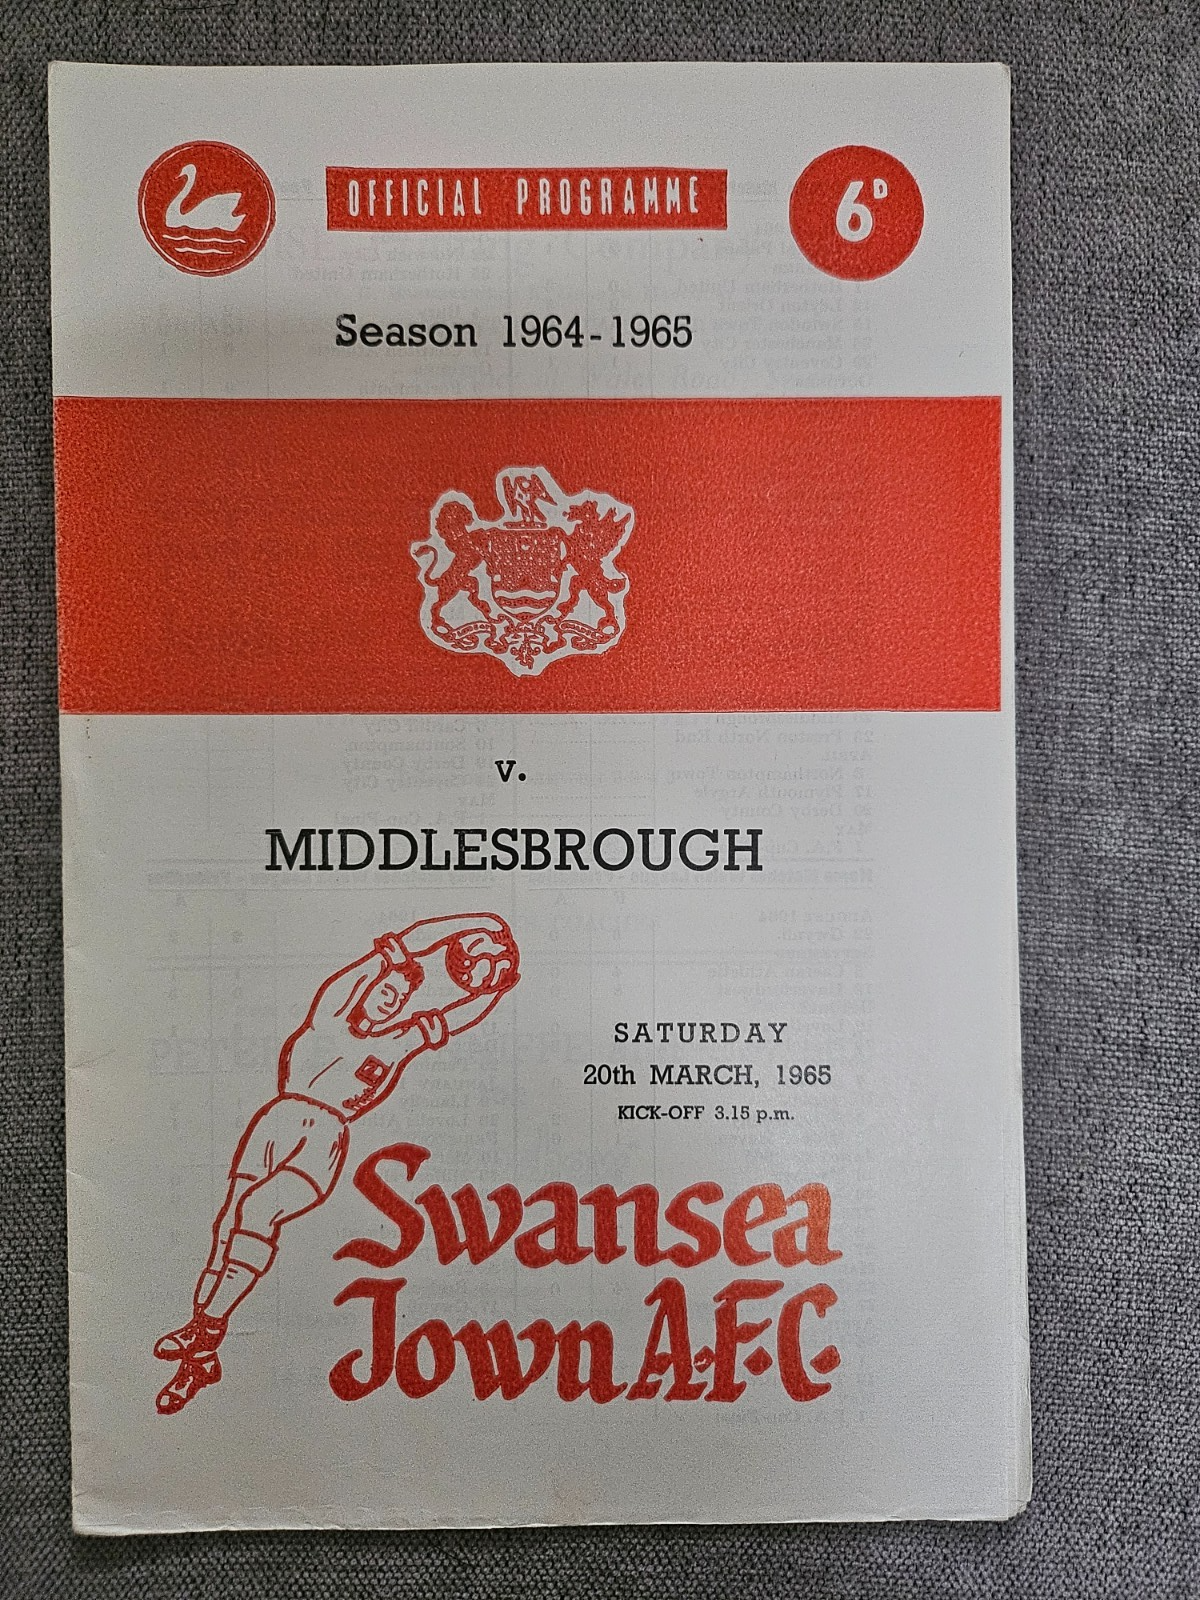 OFFICIAL PROGRAMME
6D
Season 1964-1965
v.
MIDDLESBROUGH
SATURDAY
20th MARCH, 1965
KICK-OFF 3.15 p.m.
Swansea
Town A.F.C.